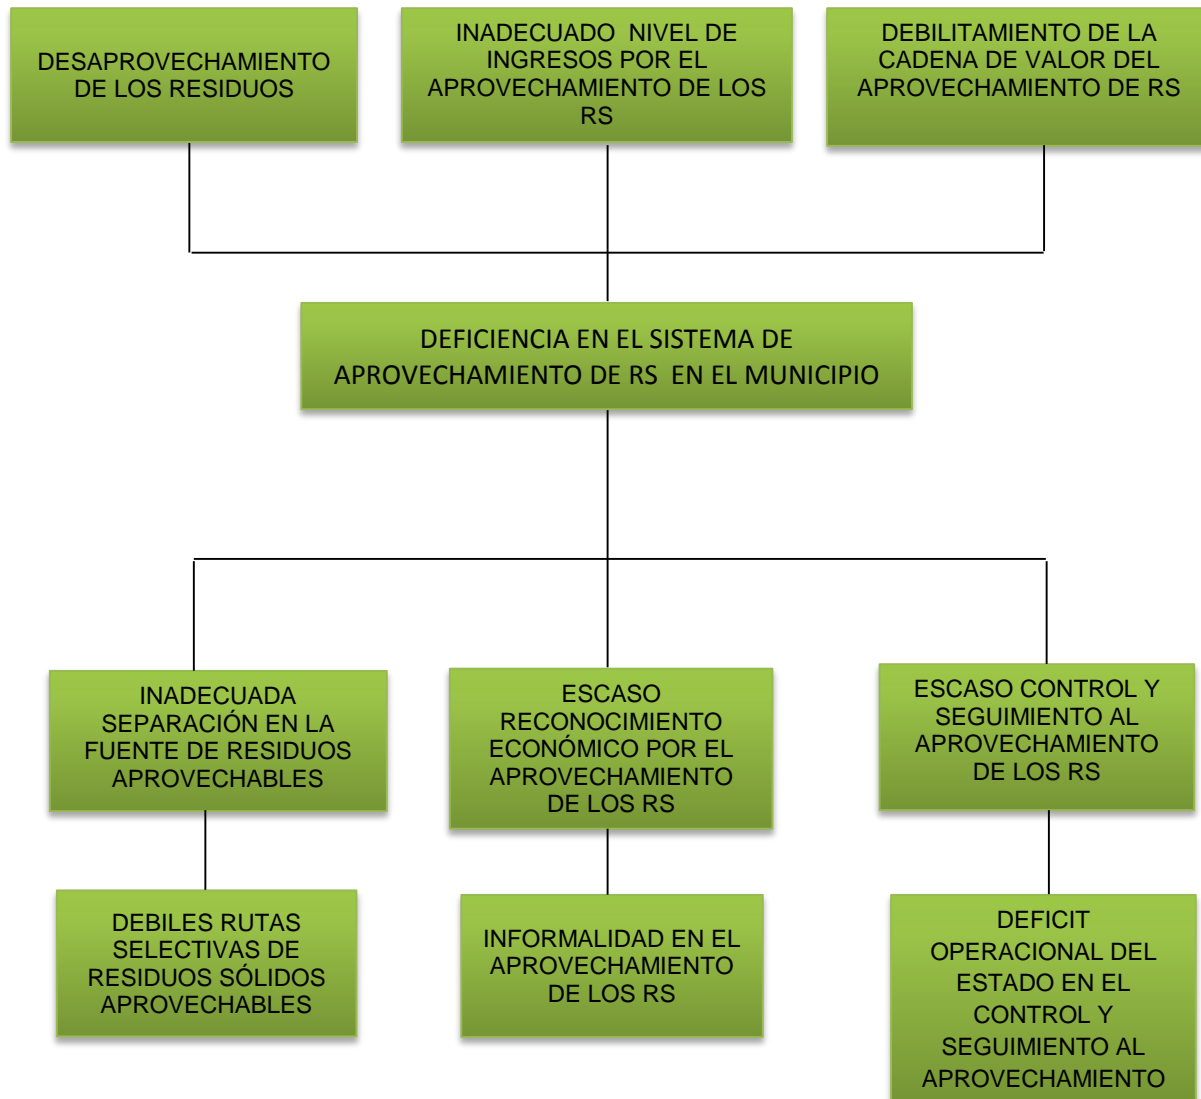 DESAPROVECHAMIENTO
DE LOS RESIDUOS
INADECUADO  NIVEL DE
INGRESOS POR EL
APROVECHAMIENTO DE LOS
RS
DEBILITAMIENTO DE LA
CADENA DE VALOR DEL
APROVECHAMIENTO DE RS
DEFICIENCIA EN EL SISTEMA DE
APROVECHAMIENTO DE RS  EN EL MUNICIPIO
INADECUADA
SEPARACIÓN EN LA
FUENTE DE RESIDUOS
APROVECHABLES
ESCASO
RECONOCIMIENTO
ECONÓMICO POR EL
APROVECHAMIENTO
DE LOS RS
ESCASO CONTROL Y
SEGUIMIENTO AL
APROVECHAMIENTO
DE LOS RS
DEBILES RUTAS
SELECTIVAS DE
RESIDUOS SÓLIDOS
APROVECHABLES
INFORMALIDAD EN EL
APROVECHAMIENTO
DE LOS RS
DEFICIT
OPERACIONAL DEL
ESTADO EN EL
CONTROL Y
SEGUIMIENTO AL
APROVECHAMIENTO